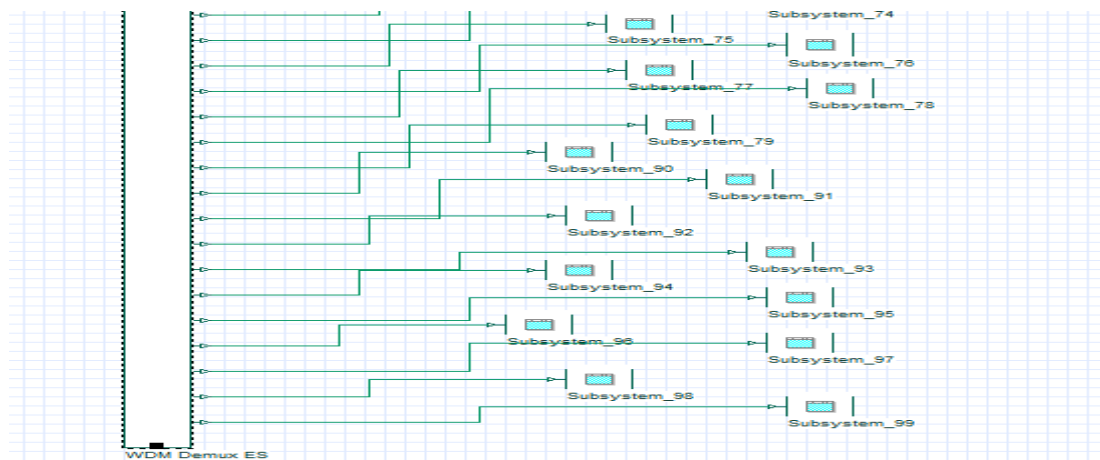 Subsystem_74
Subsystem_75
Subsystem_76
Subsystem_77
Subsystem_78
Subsystem_79
Subsystem_90
Subsystem_91
Subsystem_92
Subsystem_93
Subsystem_94
Subsystem_95
Subsystem_96
Subsystem_97
Subsystem_98
Subsystem_99
WDM Demux ES